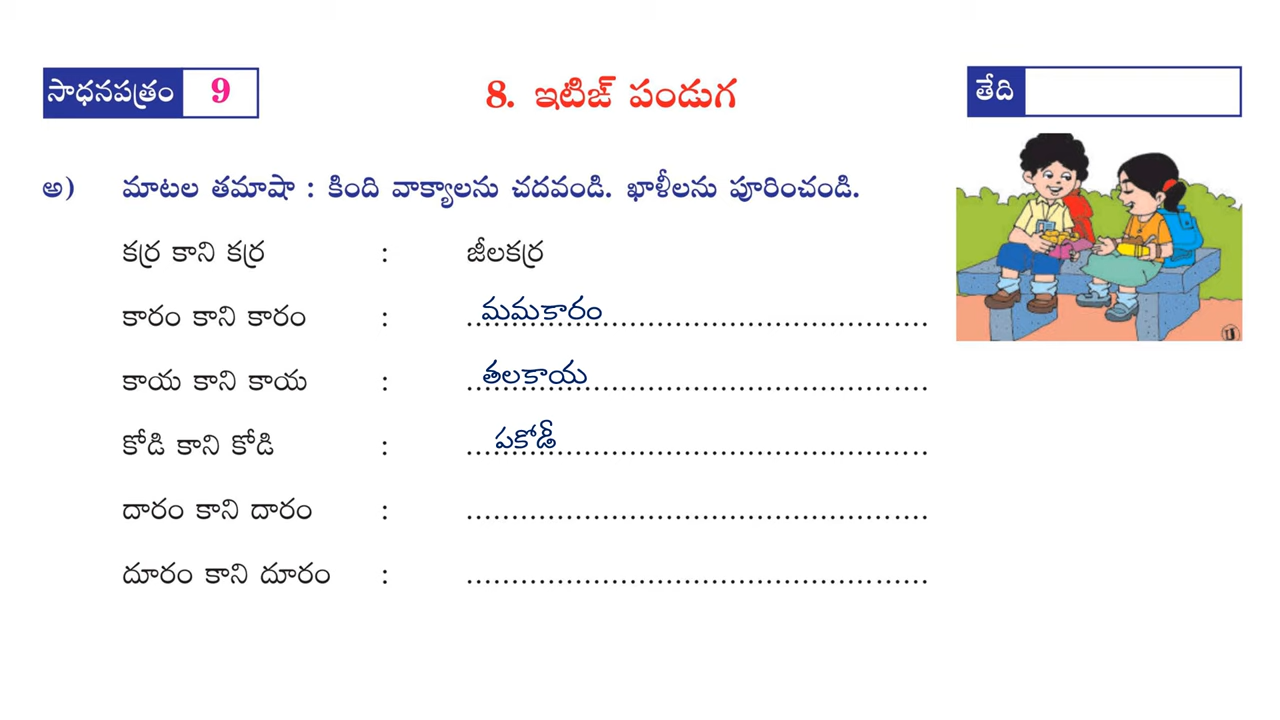 సాధనపత్రం 9
8. ఇటిజ్ పండుగ
తేది
అ) మాటల తమాషా : కింది వాక్యాలను చదవండి. ఖాళీలను పూరించండి.
కర్ర కాని కర్ర : జీలకర్ర
కారం కాని కారం : మమకారం
కాయ కాని కాయ : తలకాయ
కోడి కాని కోడి : పకోడీ
దారం కాని దారం : ........................................................
దూరం కాని దూరం : ........................................................